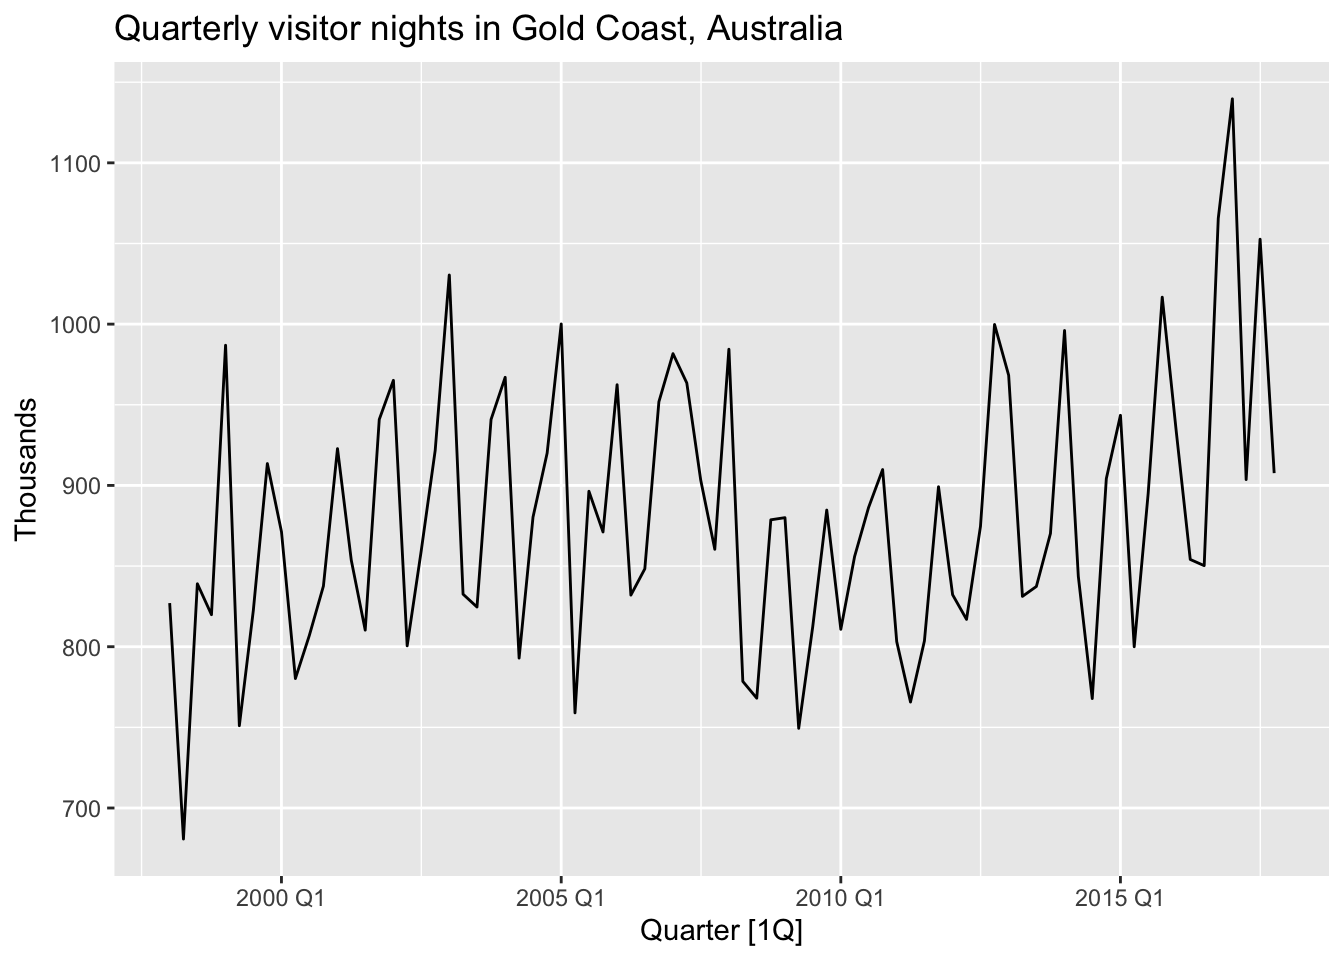 Quarterly visitor nights in Gold Coast, Australia
Thousands
1100
1000
900
800
700
2000 Q1
2005 Q1
2010 Q1
2015 Q1
Quarter [1Q]